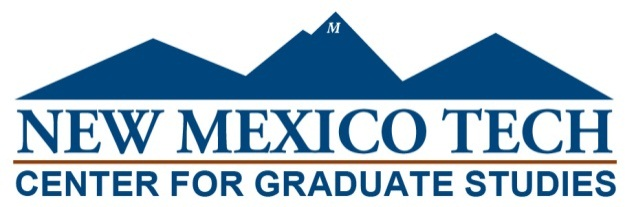 M
NEW MEXICO TECH
CENTER FOR GRADUATE STUDIES